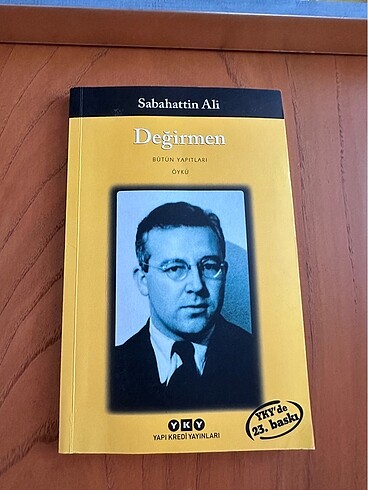 Sabahattin Ali
Değirmen
BÜTÜN YAPITLARI
ÖYKÜ
YKY'de
23. baskı
YKY
YAPI KREDİ YAYINLARI